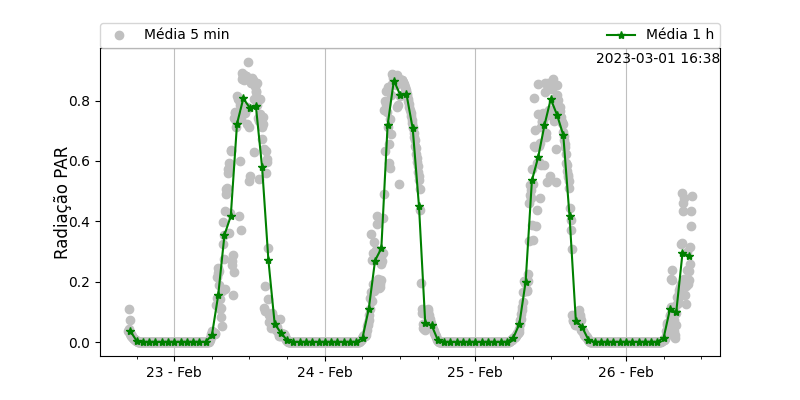 Média 5 min
Média 1 h
2023-03-01 16:38
Radiação PAR
0.8
0.6
0.4
0.2
0.0
23 - Feb
24 - Feb
25 - Feb
26 - Feb